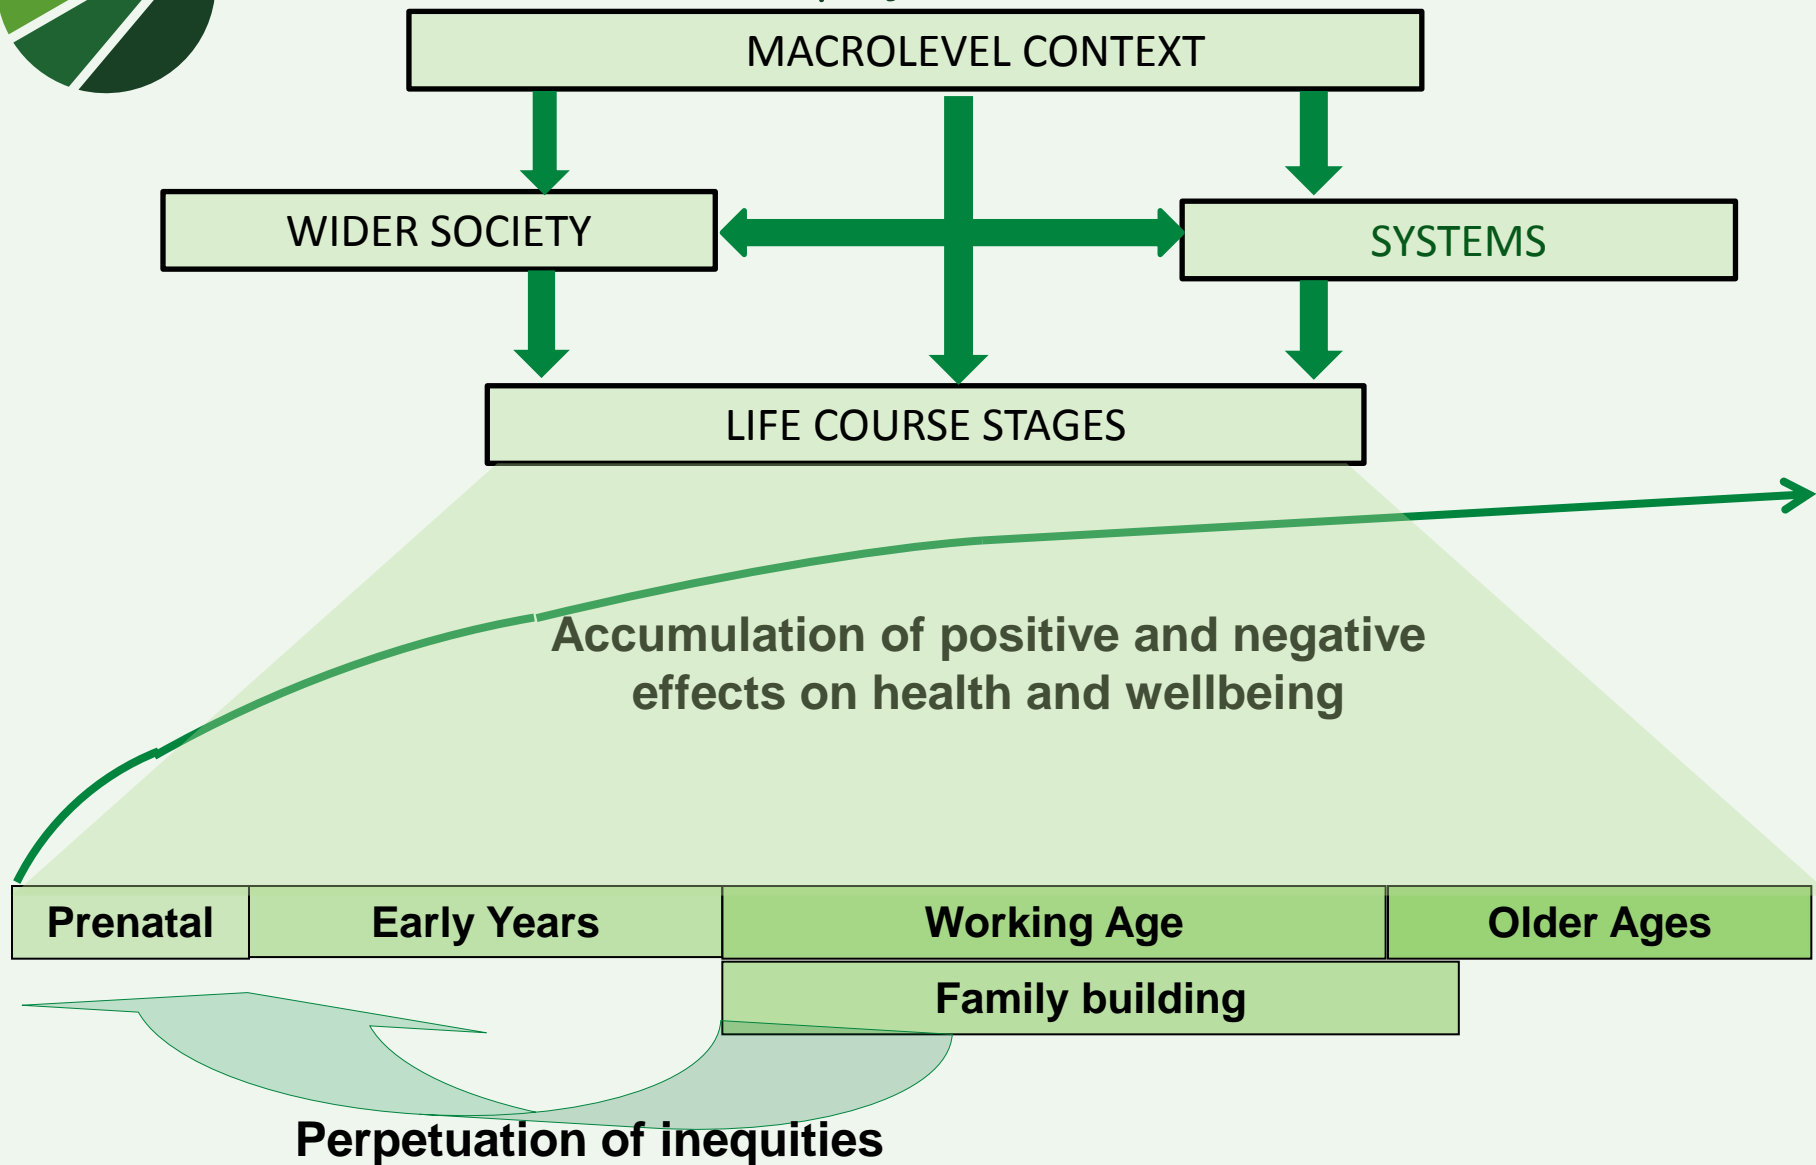 MACROLEVEL CONTEXT
WIDER SOCIETY
SYSTEMS
LIFE COURSE STAGES
Accumulation of positive and negative
effects on health and wellbeing
Prenatal
Early Years
Working Age
Older Ages
Family building
Perpetuation of inequities